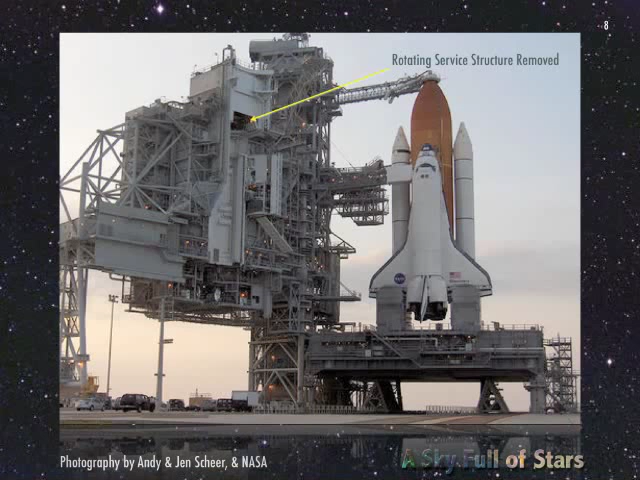 8
Rotating Service Structure Removed
Photography by Andy & Jen Scheer, & NASA
A Sky Full of Stars